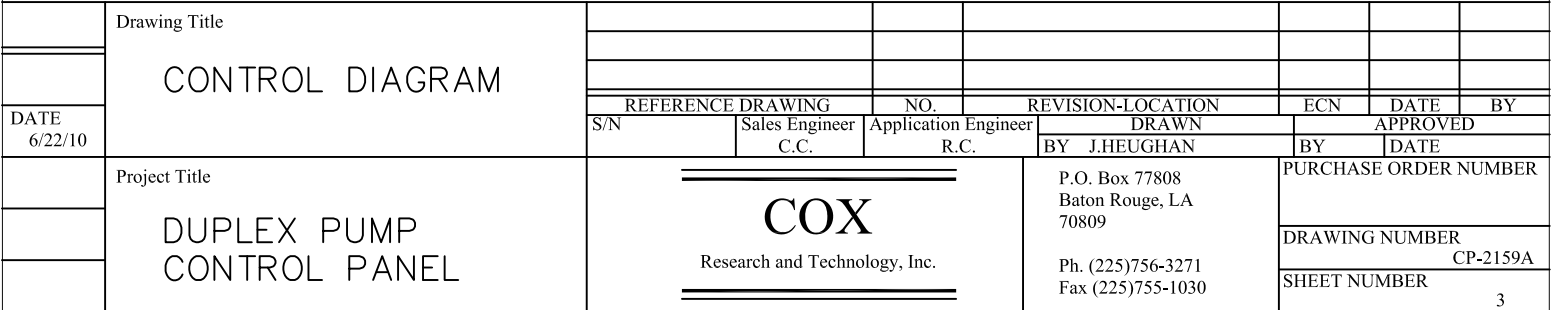 Drawing Title
CONTROL DIAGRAM
DATE
6/22/10
REFERENCE DRAWING NO. REVISION-LOCATION ECN DATE BY
S/N Sales Engineer Application Engineer DRAWN APPROVED
C.C. R.C. BY J.HEUGHAN BY DATE
Project Title
DUPLEX PUMP
CONTROL PANEL
COX
Research and Technology, Inc.
P.O. Box 77808
Baton Rouge, LA
70809
Ph. (225)756-3271
Fax (225)755-1030
PURCHASE ORDER NUMBER
DRAWING NUMBER
CP-2159A
SHEET NUMBER
3